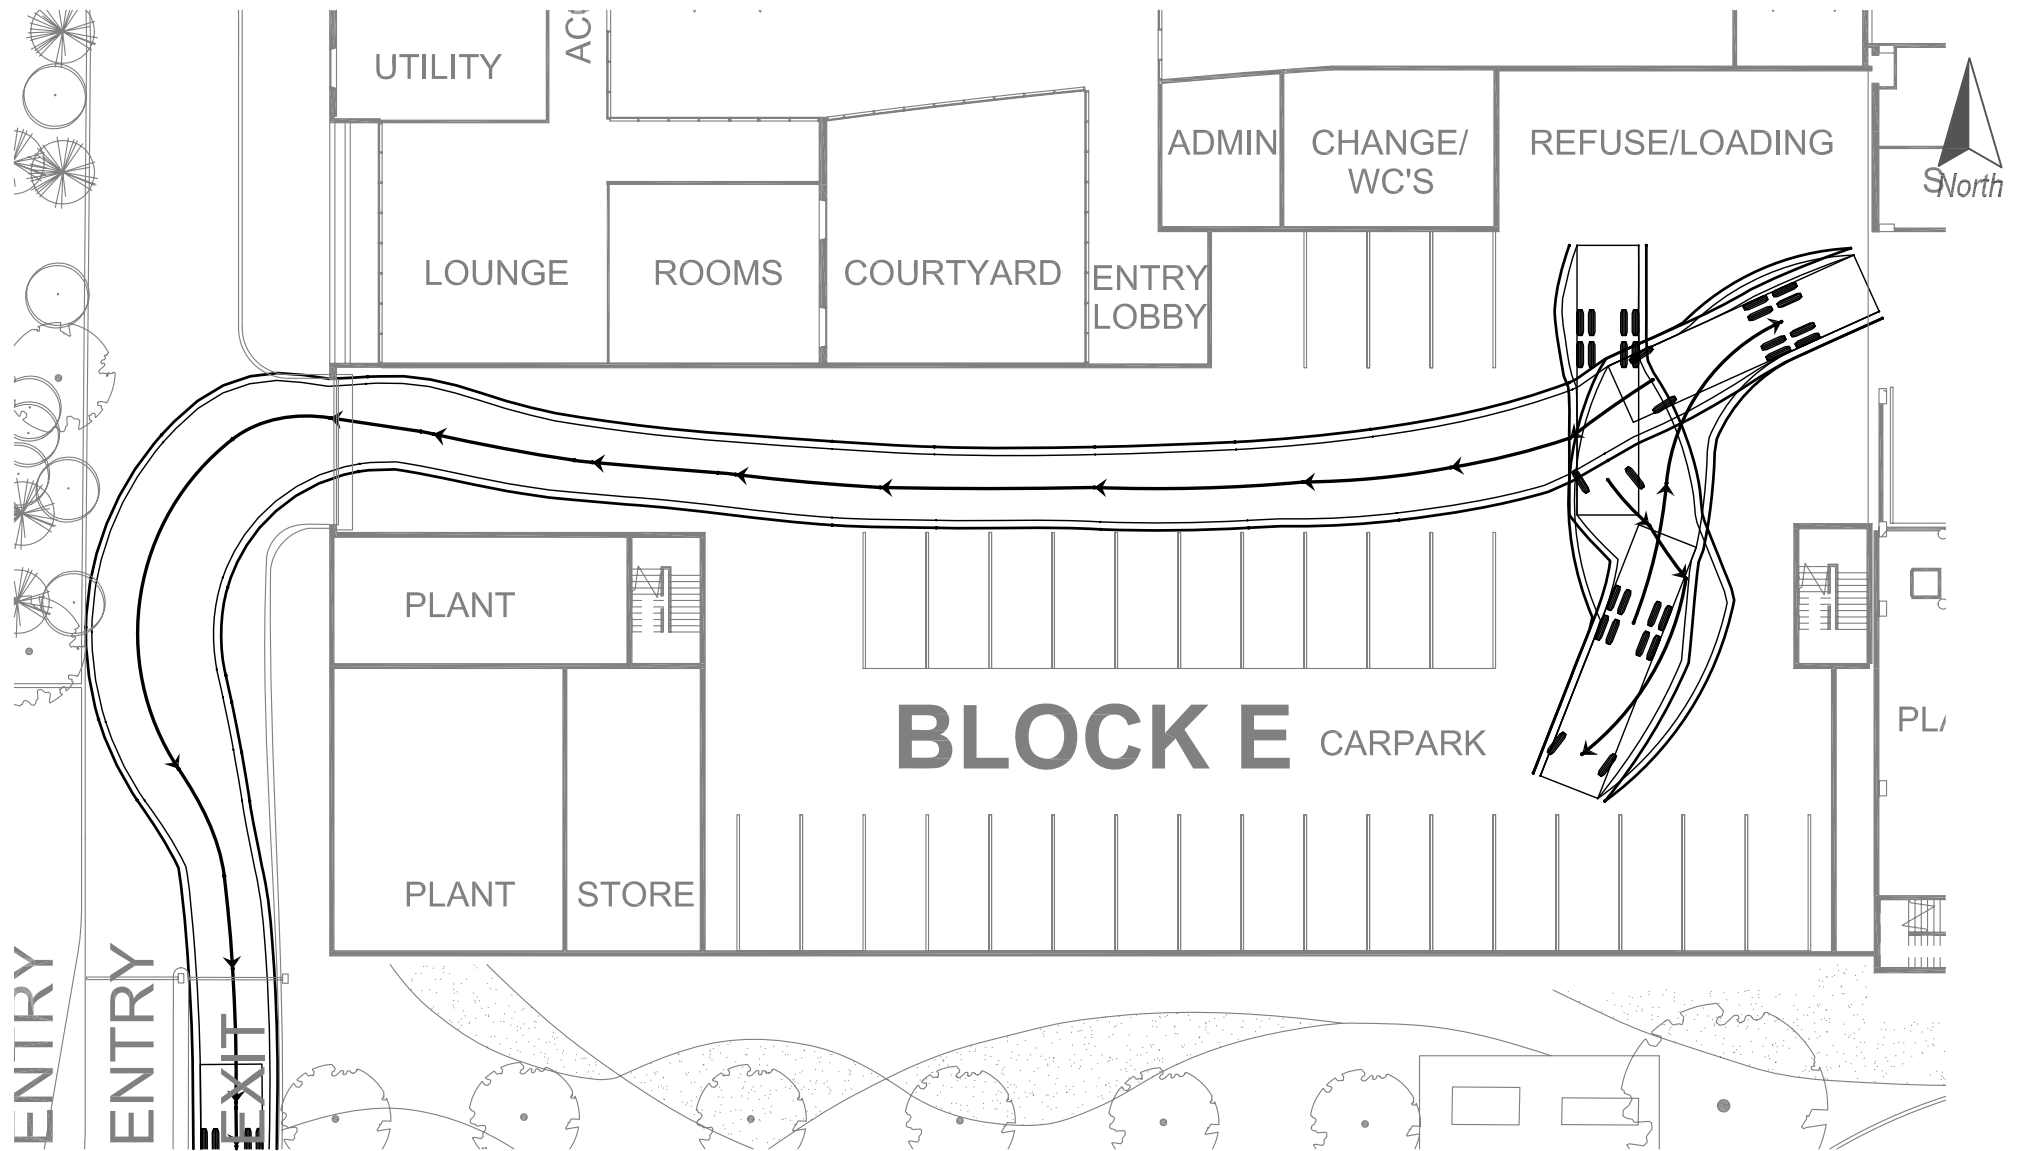 UTILITY
ADMIN
CHANGE/
WC'S
REFUSE/LOADING
North
LOUNGE
ROOMS
COURTYARD
ENTRY
LOBBY
PLANT
BLOCK E
CARPARK
PLANT
STORE
ENTRY
ENTRY
EXIT